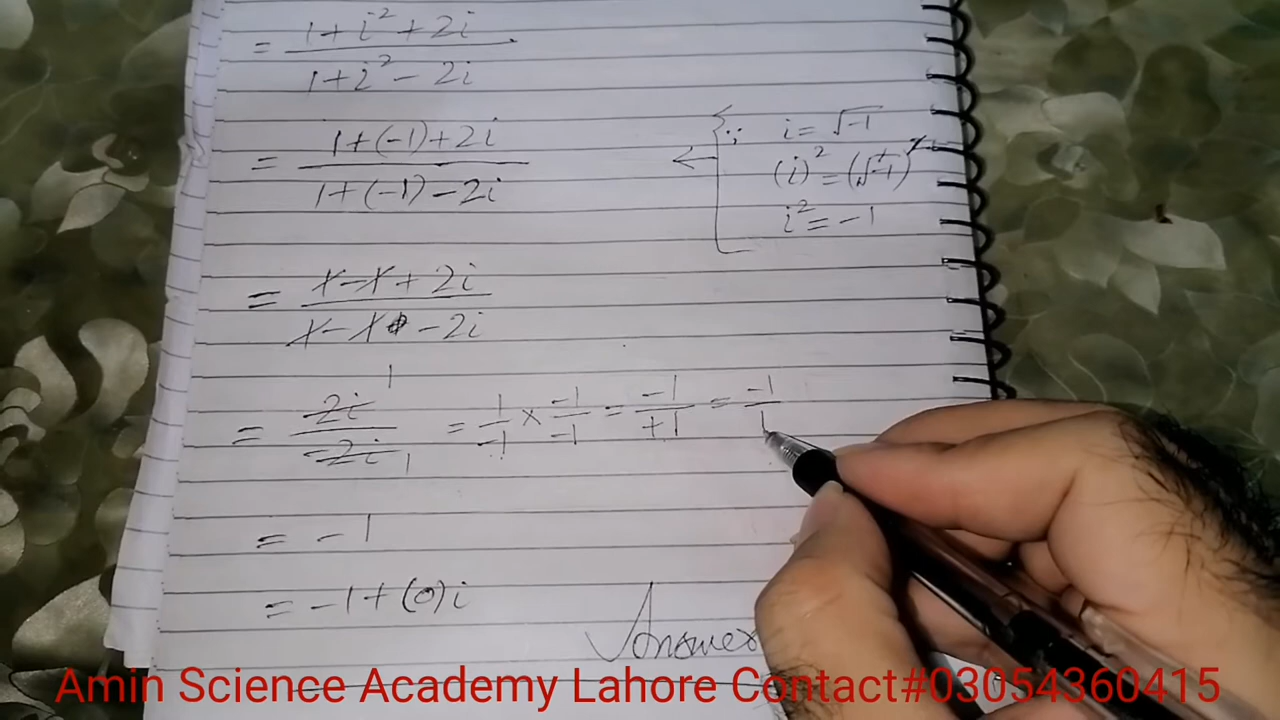 = 1+i²+2i / 1+i²-2i
= 1+(-1)+2i / 1+(-1)-2i
← { ∵ i = √-1
(i)² = (√-1)²
i² = -1
= 1-1+2i / 1-1-2i
= 2i / -2i 1 1 = 1/-1 × -1/-1 = -1/+1 = -1/1
= -1
= -1+(0)i
Answer
Amin Science Academy Lahore Contact#03054360415